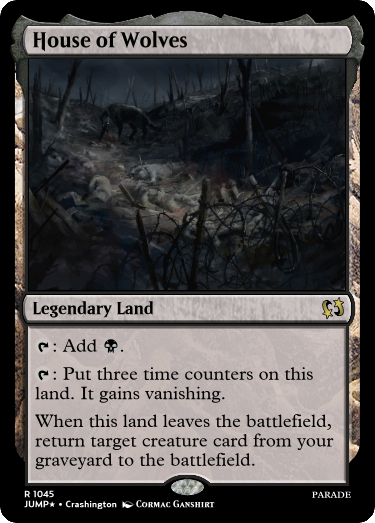 House of Wolves
Legendary Land
: Add .
: Put three time counters on this
land. It gains vanishing.
When this land leaves the battlefield,
return target creature card from your
graveyard to the battlefield.
R 1045
JUMP★ • Crashington Cormac Ganshirt
PARADE